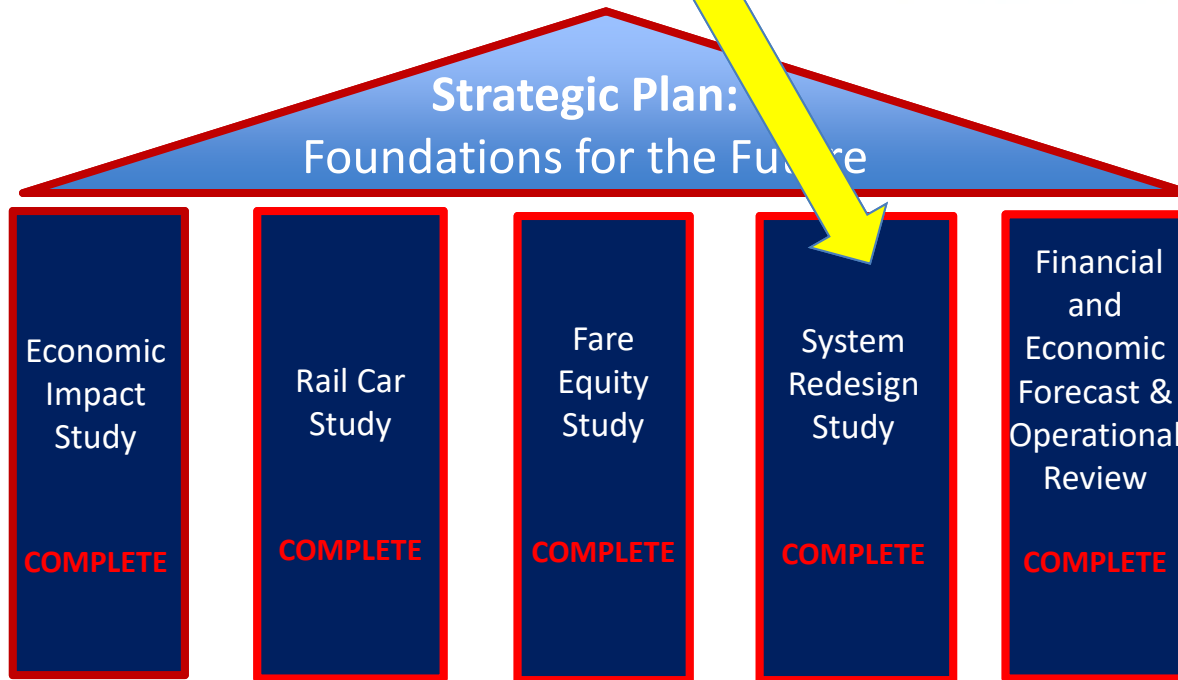 Strategic Plan:
Foundations for the Future
Economic
Impact
Study
COMPLETE
Rail Car
Study
COMPLETE
Fare
Equity
Study
COMPLETE
System
Redesign
Study
COMPLETE
Financial
and
Economic
Forecast &
Operational
Review
COMPLETE